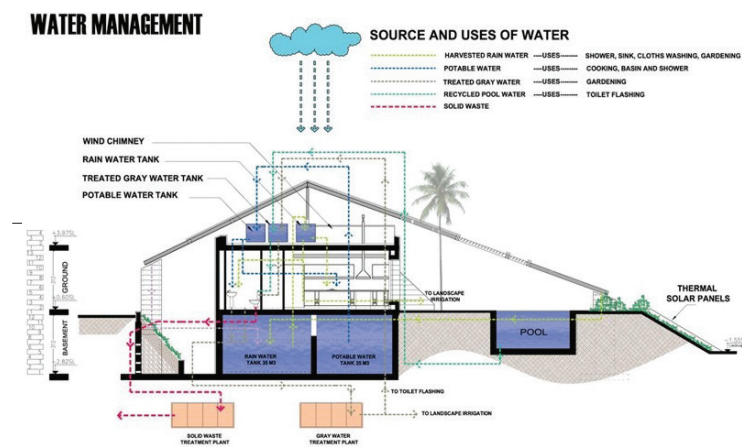 WATER MANAGEMENT
SOURCE AND USES OF WATER
HARVESTED RAIN WATER ----USES-------- SHOWER, SINK, CLOTHS WASHING, GARDENING
POTABLE WATER ----USES-------- COOKING, BASIN AND SHOWER
TREATED GRAY WATER ----USES-------- GARDENING
RECYCLED POOL WATER ----USES-------- TOILET FLASHING
SOLID WASTE
WIND CHIMNEY
RAIN WATER TANK
TREATED GRAY WATER TANK
POTABLE WATER TANK
GROUND
BASEMENT
TO LANDSCAPE
IRRIGATION
THERMAL
SOLAR PANELS
POOL
RAIN WATER
TANK 35 M3
POTABLE WATER
TANK 35 M3
TO TOILET FLASHING
TO LANDSCAPE IRRIGATION
SOLID WASTE
TREATMENT PLANT
GRAY WATER
TREATMENT PLANT